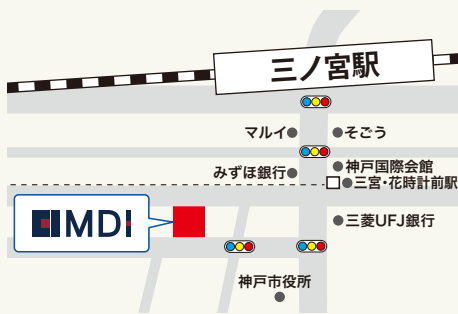 三ノ宮駅
マルイ
そごう
みずほ銀行
神戸国際会館
三宮・花時計前駅
MDI
三菱UFJ銀行
神戸市役所